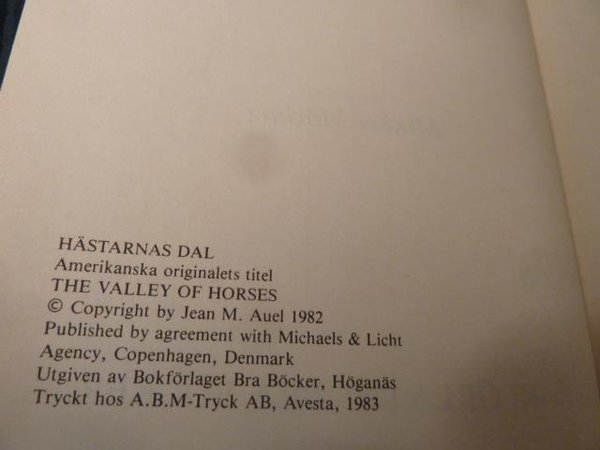 HÄSTARNAS DAL
Amerikanska originalets titel
THE VALLEY OF HORSES
© Copyright by Jean M. Auel 1982
Published by agreement with Michaels & Licht
Agency, Copenhagen, Denmark
Utgiven av Bokförlaget Bra Böcker, Höganäs
Tryckt hos A.B.M-Tryck AB, Avesta, 1983